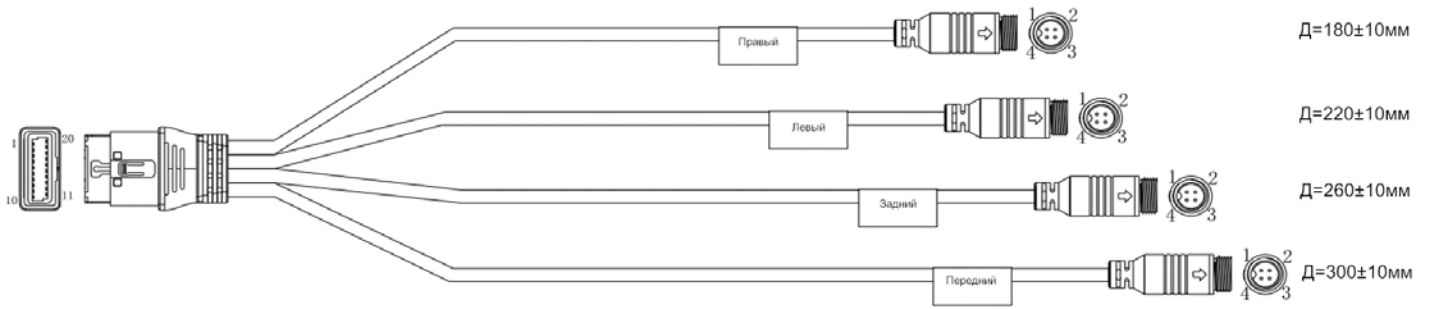 1 2
4 3
Правый
Д=180±10мм
1 2
4 3
Левый
Д=220±10мм
1 20
10 11
1 2
4 3
Задний
Д=260±10мм
1 2
4 3
Передний
Д=300±10мм